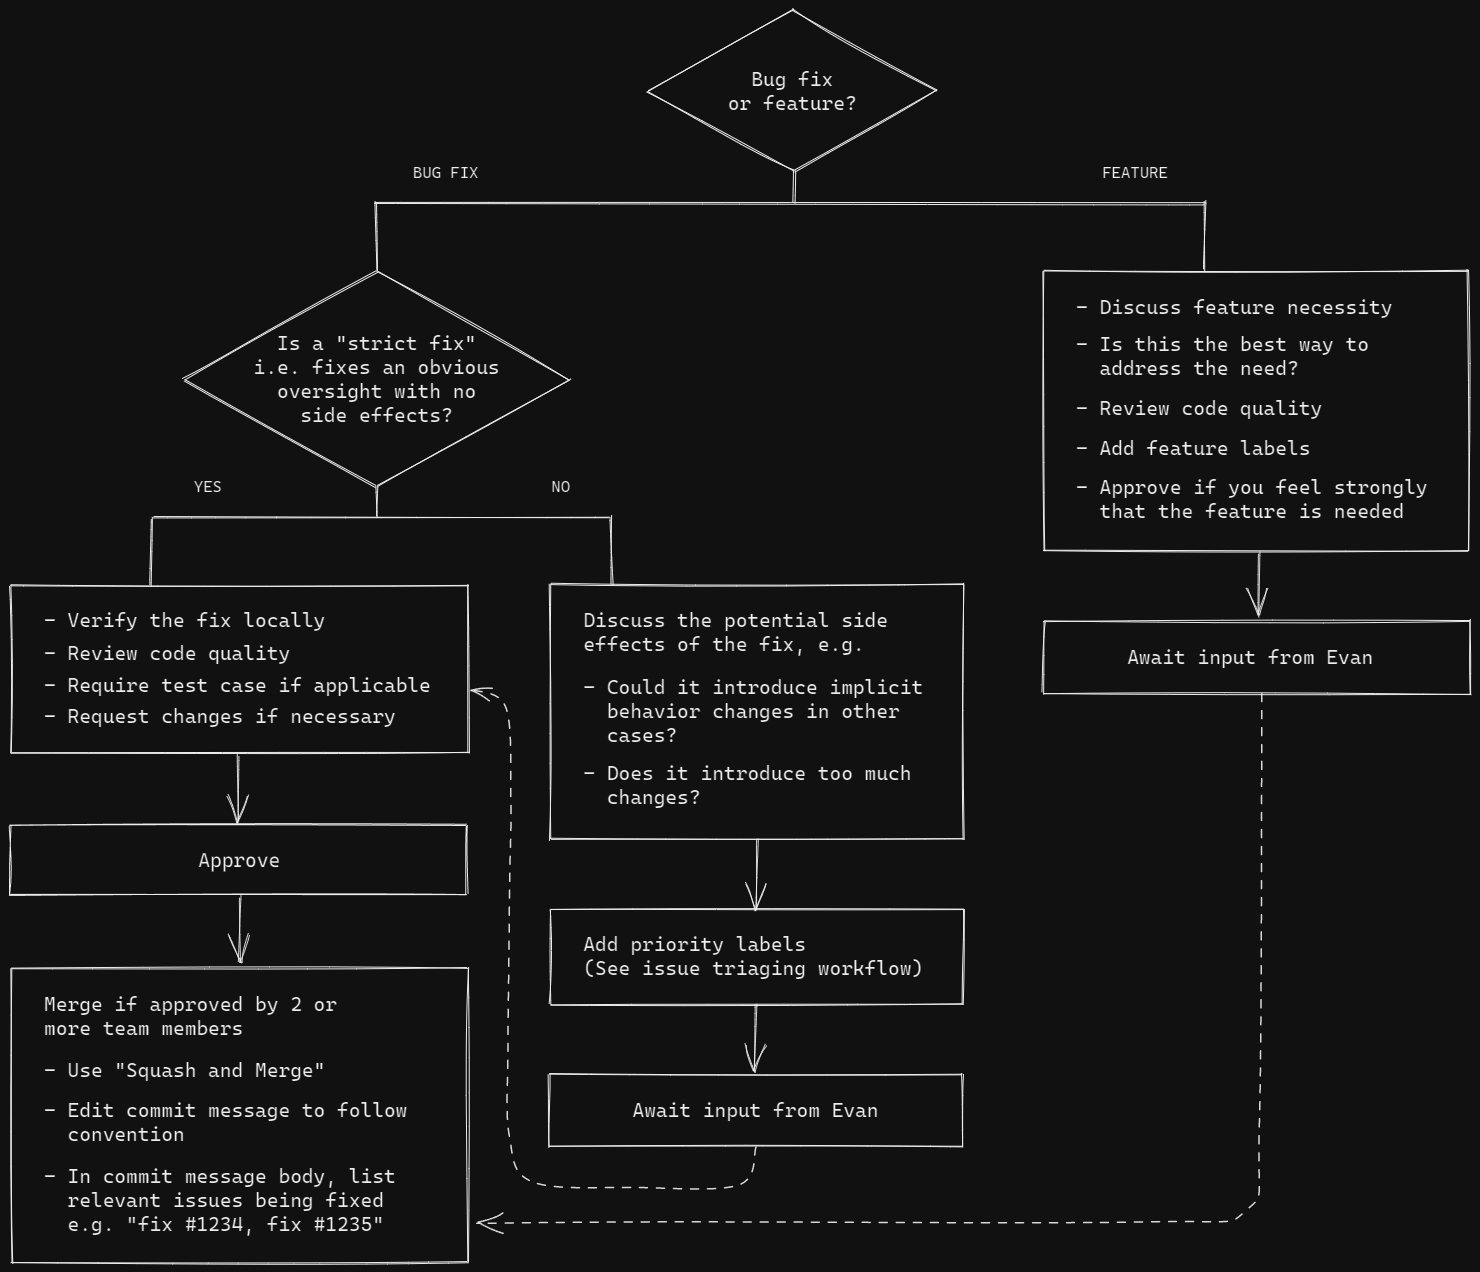 Bug fix
or feature?
BUG FIX
FEATURE
Is a "strict fix"
i.e. fixes an obvious
oversight with no
side effects?
- Discuss feature necessity
- Is this the best way to
address the need?
- Review code quality
- Add feature labels
- Approve if you feel strongly
that the feature is needed
YES
NO
- Verify the fix locally
- Review code quality
- Require test case if applicable
- Request changes if necessary
Discuss the potential side
effects of the fix, e.g.
- Could it introduce implicit
behavior changes in other
cases?
- Does it introduce too much
changes?
Await input from Evan
Approve
Add priority labels
(See issue triaging workflow)
Merge if approved by 2 or
more team members
- Use "Squash and Merge"
- Edit commit message to follow
convention
- In commit message body, list
relevant issues being fixed
e.g. "fix #1234, fix #1235"
Await input from Evan